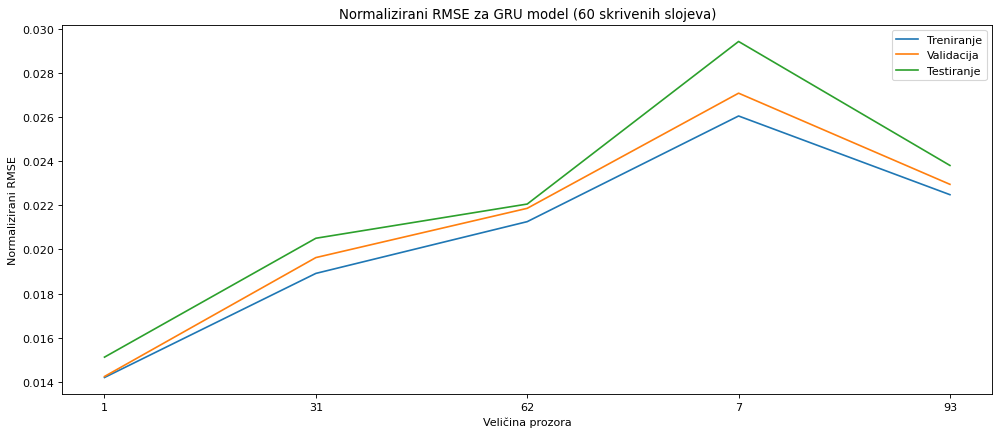 Normalizirani RMSE za GRU model (60 skrivenih slojeva)
Treniranje
Validacija
Testiranje
Normalizirani RMSE
0.030
0.028
0.026
0.024
0.022
0.020
0.018
0.016
0.014
1
31
62
7
93
Veličina prozora